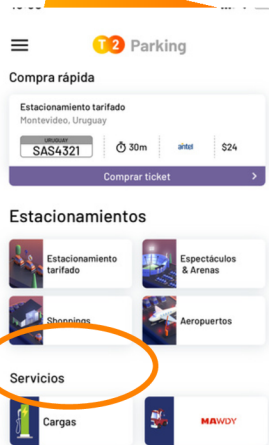 T2 Parking
Compra rápida
Estacionamiento tarifado
Montevideo, Uruguay
URUGUAY
SAS4321
30m
antel
$24
Comprar ticket
Estacionamientos
Estacionamiento
tarifado
Espectáculos
& Arenas
Shoppings
Aeropuertos
Servicios
Cargas
MAWDY